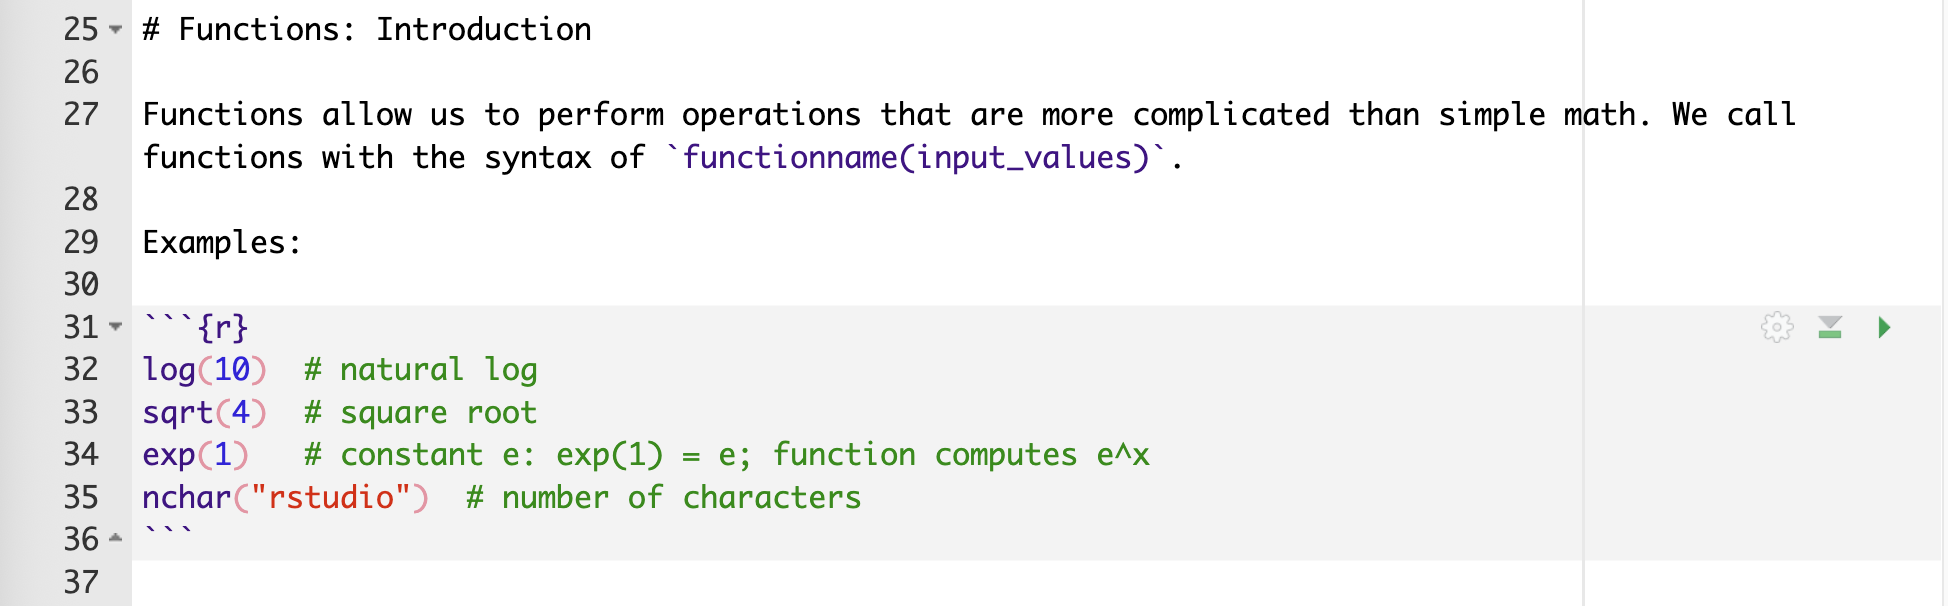 25 # Functions: Introduction
26
27 Functions allow us to perform operations that are more complicated than simple math. We call
functions with the syntax of `functionname(input_values)`.
28
29 Examples:
30
31 ```{r}
32 log(10)  # natural log
33 sqrt(4)  # square root
34 exp(1)   # constant e: exp(1) = e; function computes e^x
35 nchar("rstudio")  # number of characters
36 ```
37